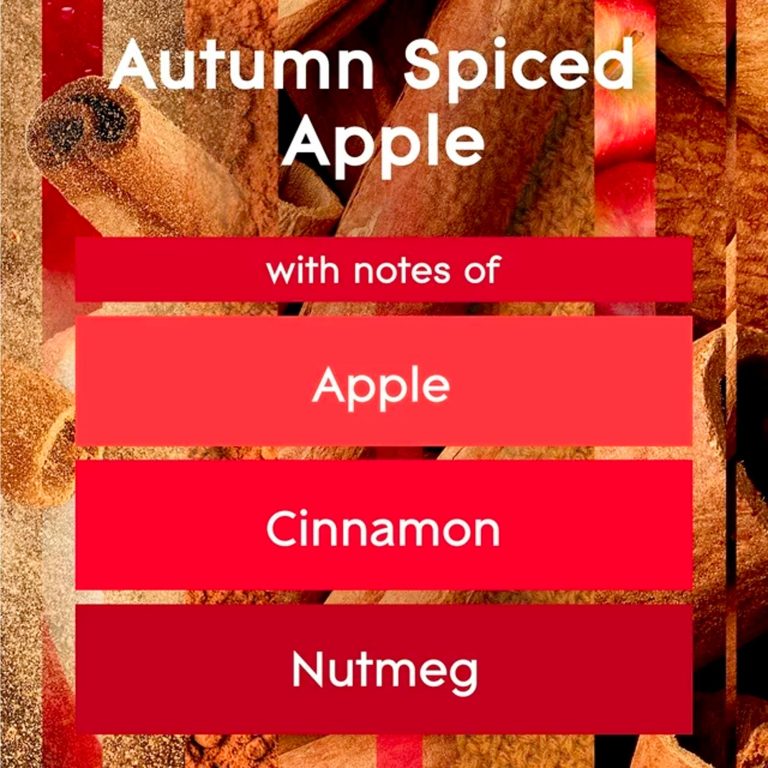 Autumn Spiced
Apple
with notes of
Apple
Cinnamon
Nutmeg